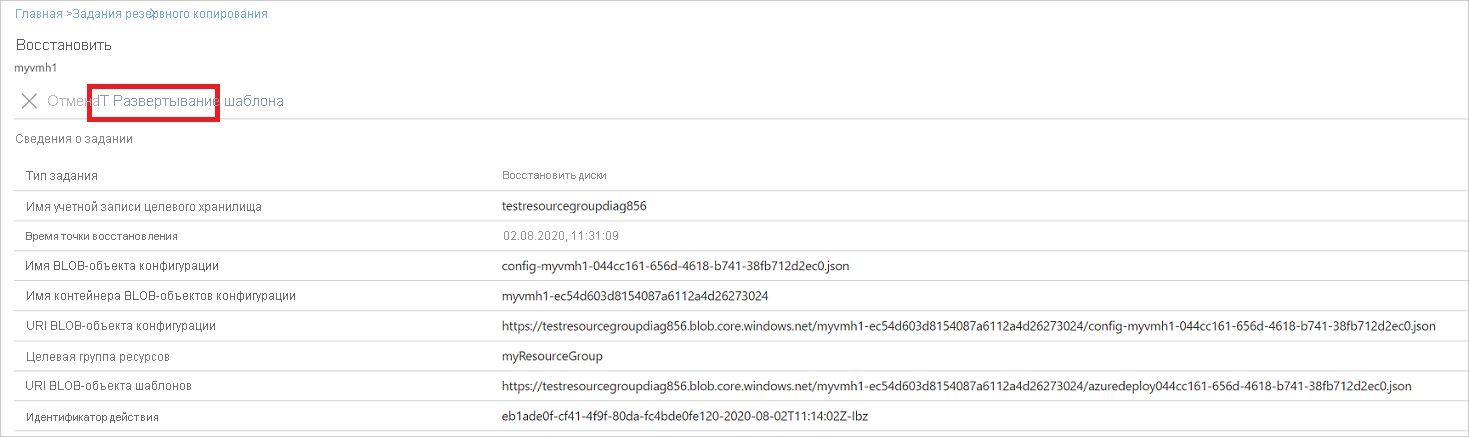 Главная >Задания резервного копирования
Восстановить
myvmh1
Отмена IT Развертывание шаблона
Сведения о задании
Тип задания Восстановить диски
Имя учетной записи целевого хранилища testresourcegroupdiag856
Время точки восстановления 02.08.2020, 11:31:09
Имя BLOB-объекта конфигурации config-myvmh1-044cc161-656d-4618-b741-38fb712d2ec0.json
Имя контейнера BLOB-объектов конфигурации myvmh1-ec54d603d8154087a6112a4d26273024
URI BLOB-объекта конфигурации https://testresourcegroupdiag856.blob.core.windows.net/myvmh1-ec54d603d8154087a6112a4d26273024/config-myvmh1-044cc161-656d-4618-b741-38fb712d2ec0.json
Целевая группа ресурсов myResourceGroup
URI BLOB-объекта шаблонов https://testresourcegroupdiag856.blob.core.windows.net/myvmh1-ec54d603d8154087a6112a4d26273024/azuredeploy044cc161-656d-4618-b741-38fb712d2ec0.json
Идентификатор действия eb1ade0f-cf41-4f9f-80da-fc4bde0fe120-2020-08-02T11:14:02Z-Ibz